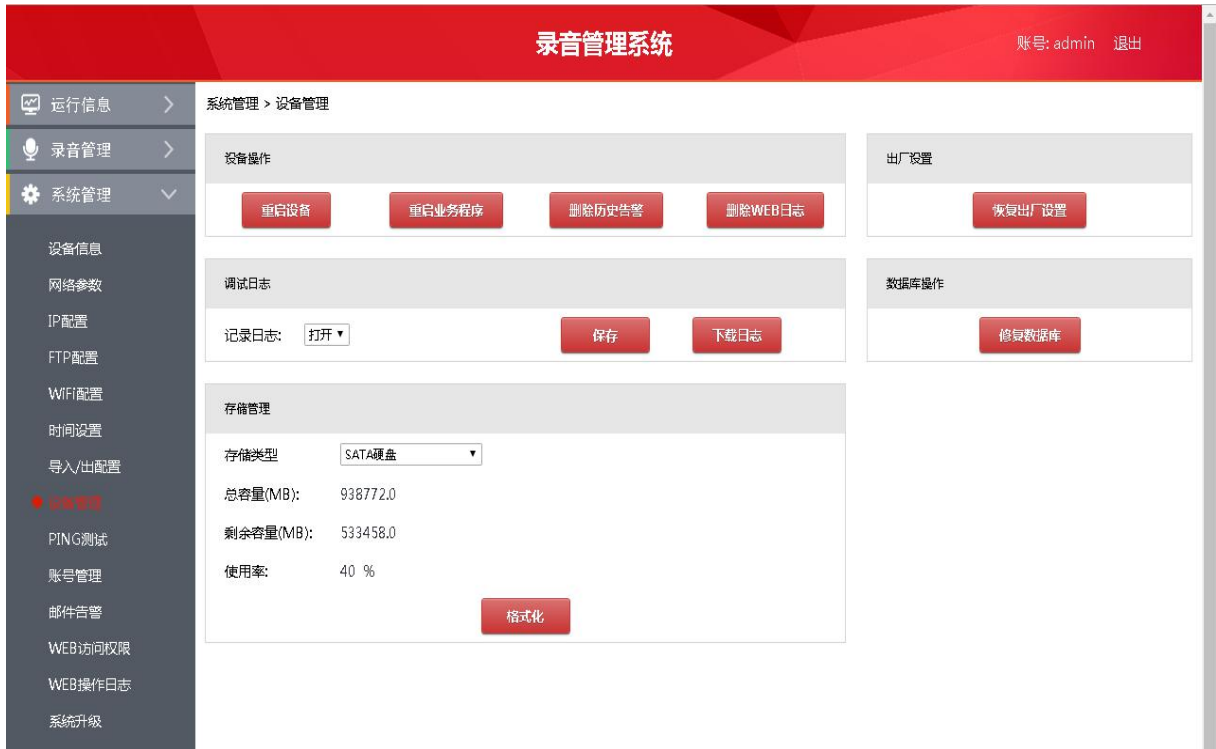 录音管理系统
账号: admin 退出
运行信息
录音管理
系统管理
设备信息
网络参数
IP配置
FTP配置
WiFi配置
时间设置
导入/出配置
设备管理
PING测试
账号管理
邮件告警
WEB访问权限
WEB操作日志
系统升级
系统管理 > 设备管理
设备操作
重启设备 重启业务程序 删除历史告警 删除WEB日志
出厂设置
恢复出厂设置
调试日志
记录日志: 打开 保存 下载日志
数据库操作
修复数据库
存储管理
存储类型 SATA硬盘
总容量(MB): 938772.0
剩余容量(MB): 533458.0
使用率: 40 %
格式化